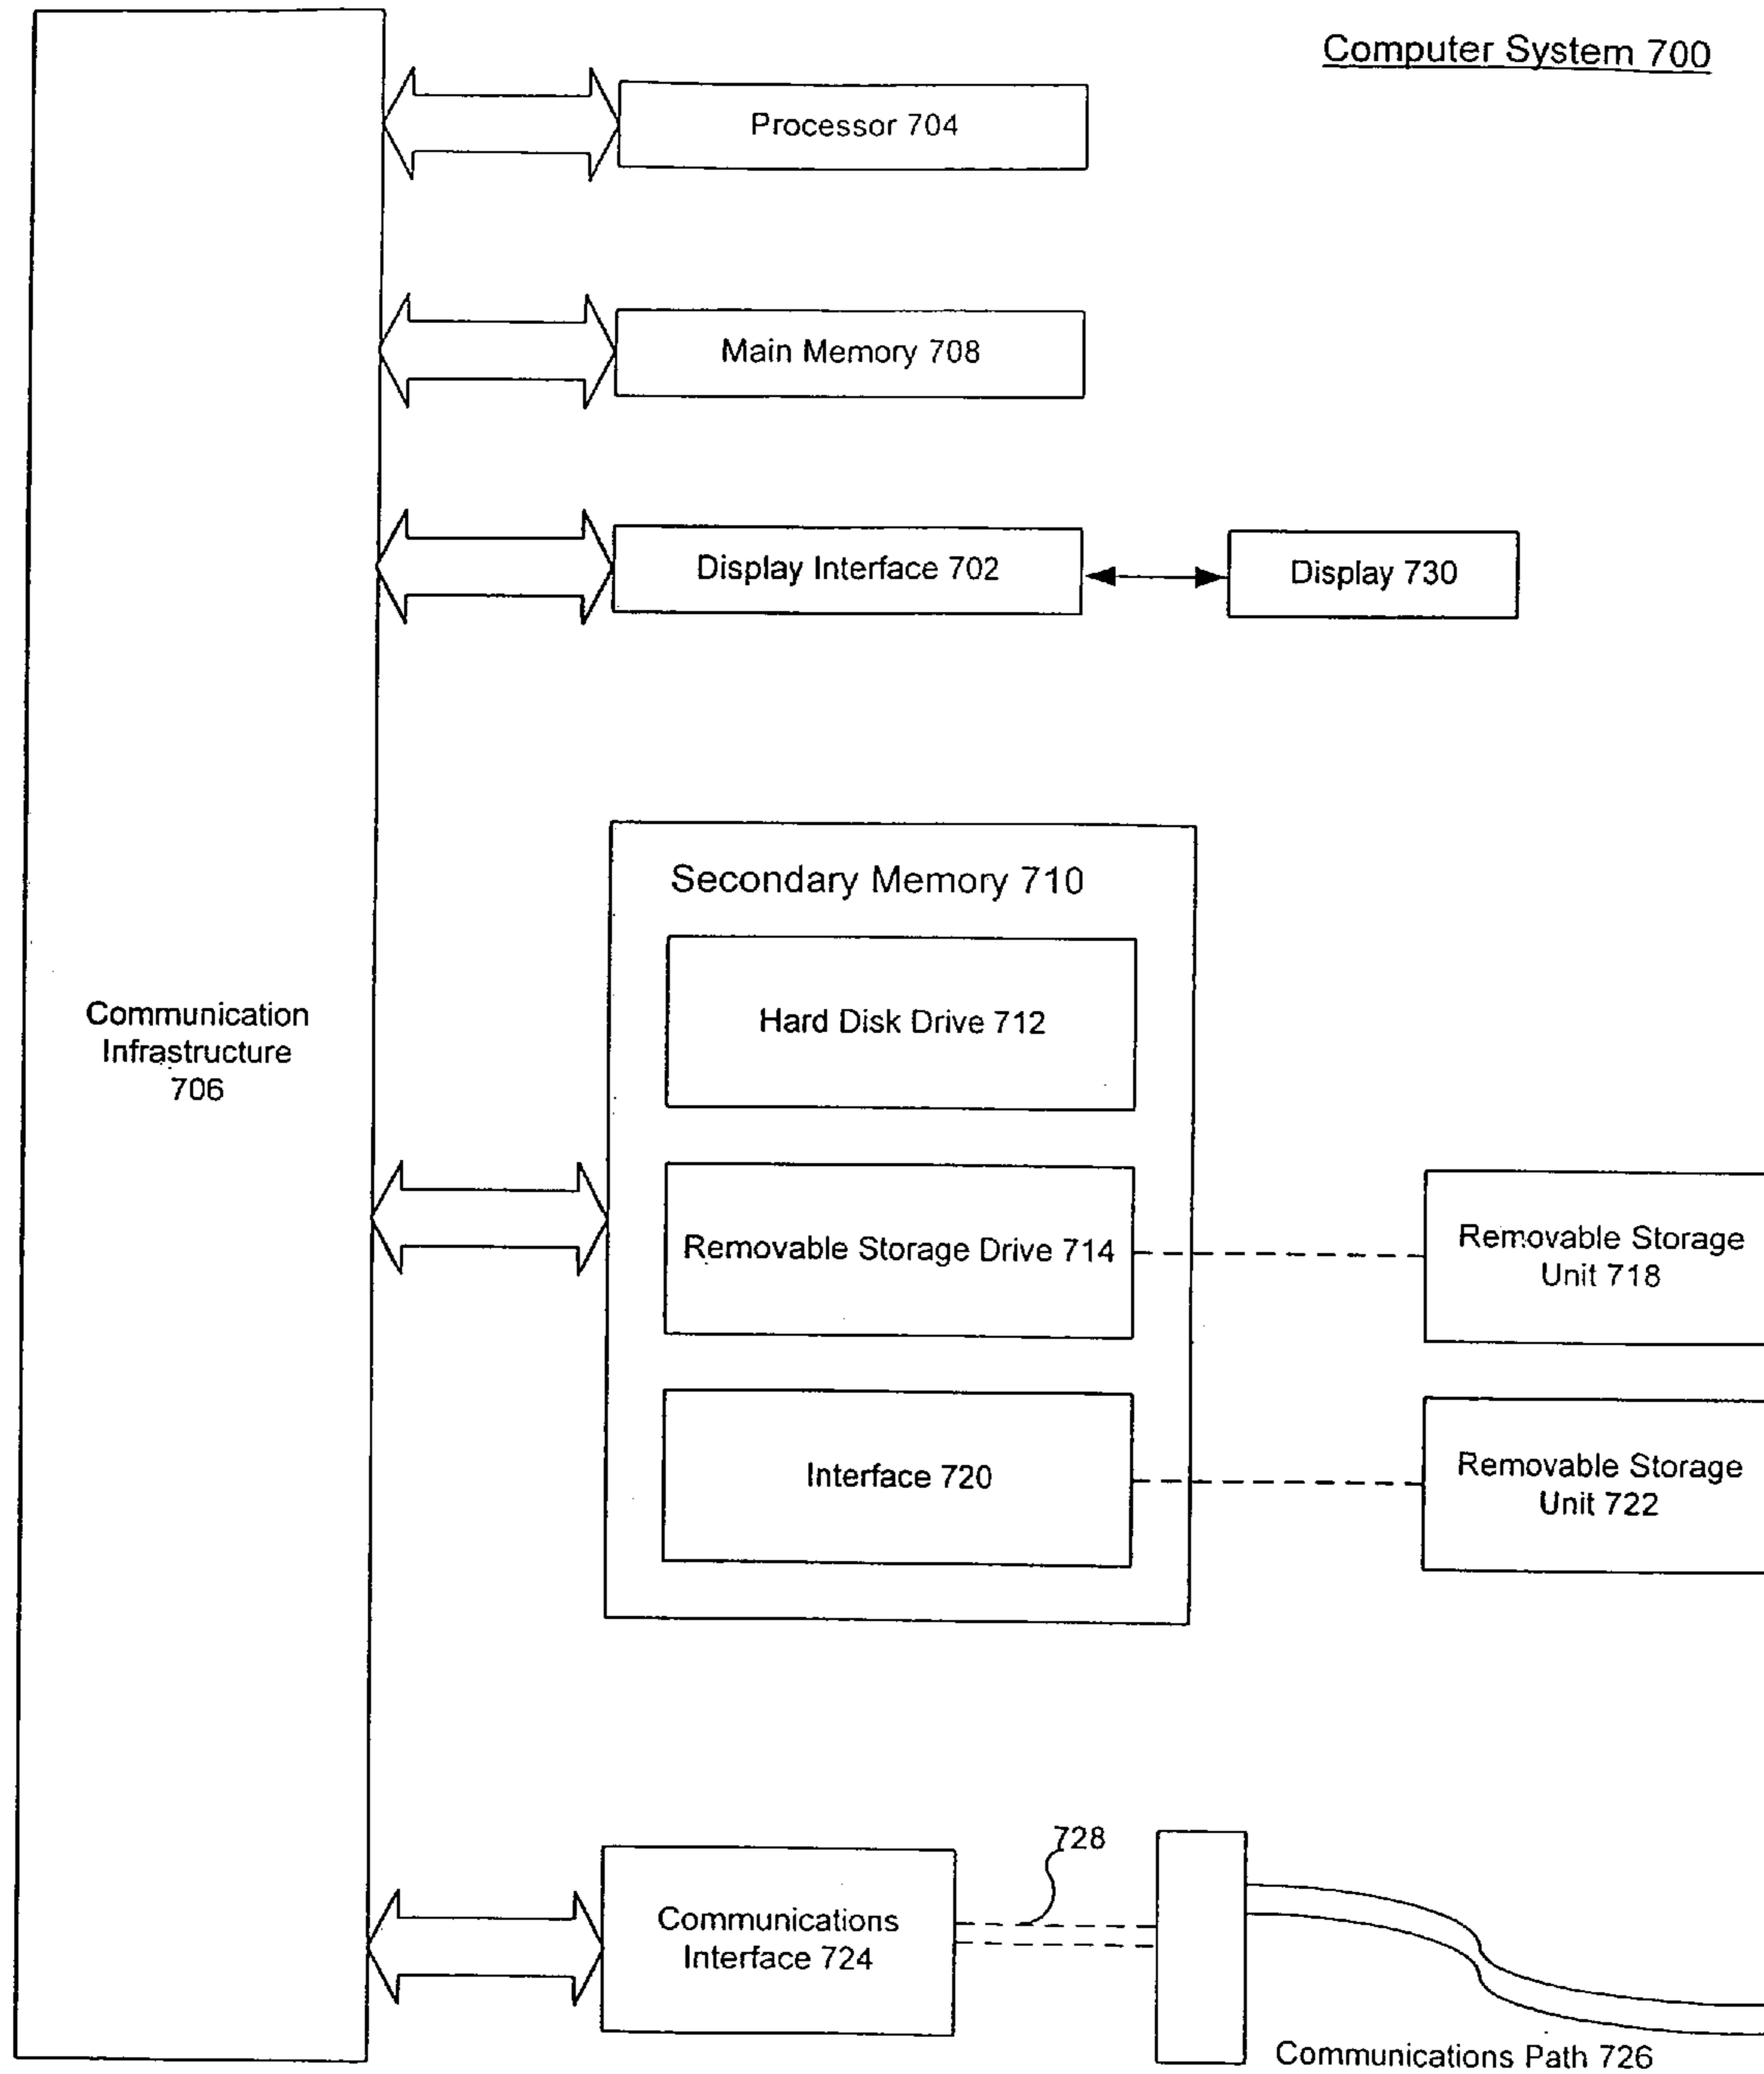 Computer System 700
Processor 704
Main Memory 708
Display Interface 702
Display 730
Secondary Memory 710
Hard Disk Drive 712
Communication
Infrastructure
706
Removable Storage Drive 714
Removable Storage
Unit 718
Interface 720
Removable Storage
Unit 722
728
Communications
Interface 724
Communications Path 726